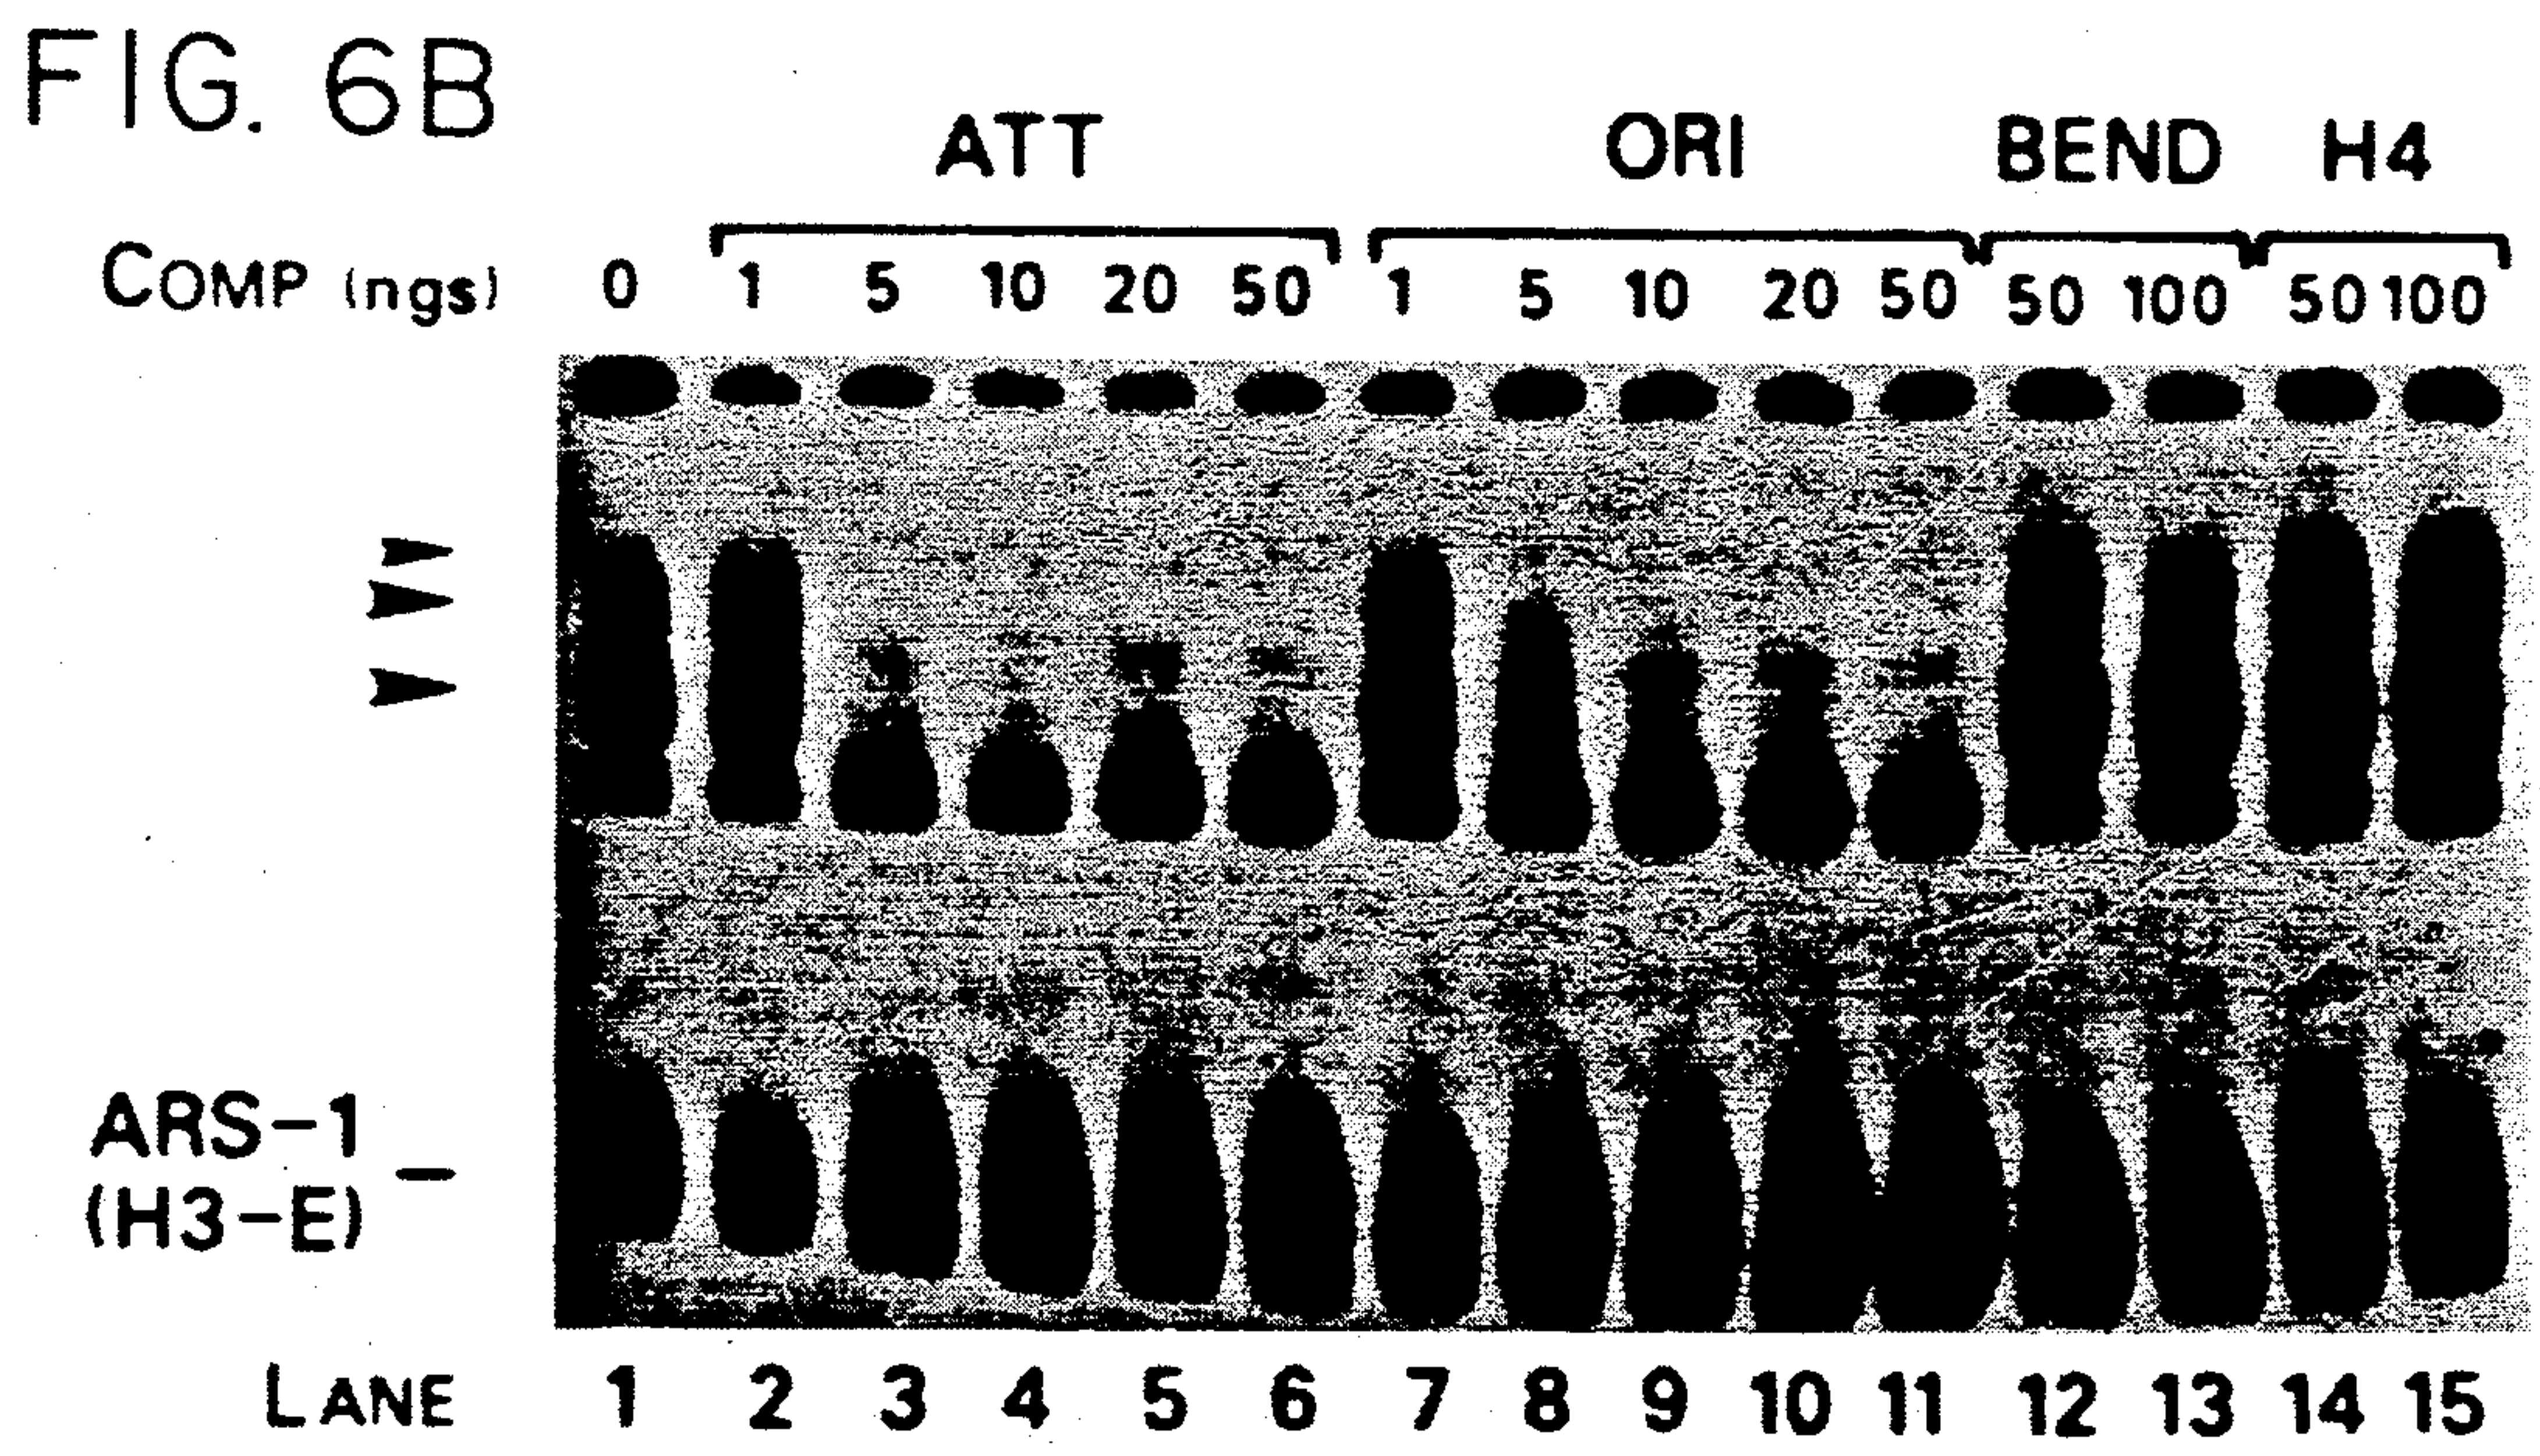 FIG. 6B
ATT ORI BEND H4
COMP (ngs) 0 1 5 10 20 50 1 5 10 20 50 50 100 50 100
ARS-1
(H3-E)
LANE 1 2 3 4 5 6 7 8 9 10 11 12 13 14 15